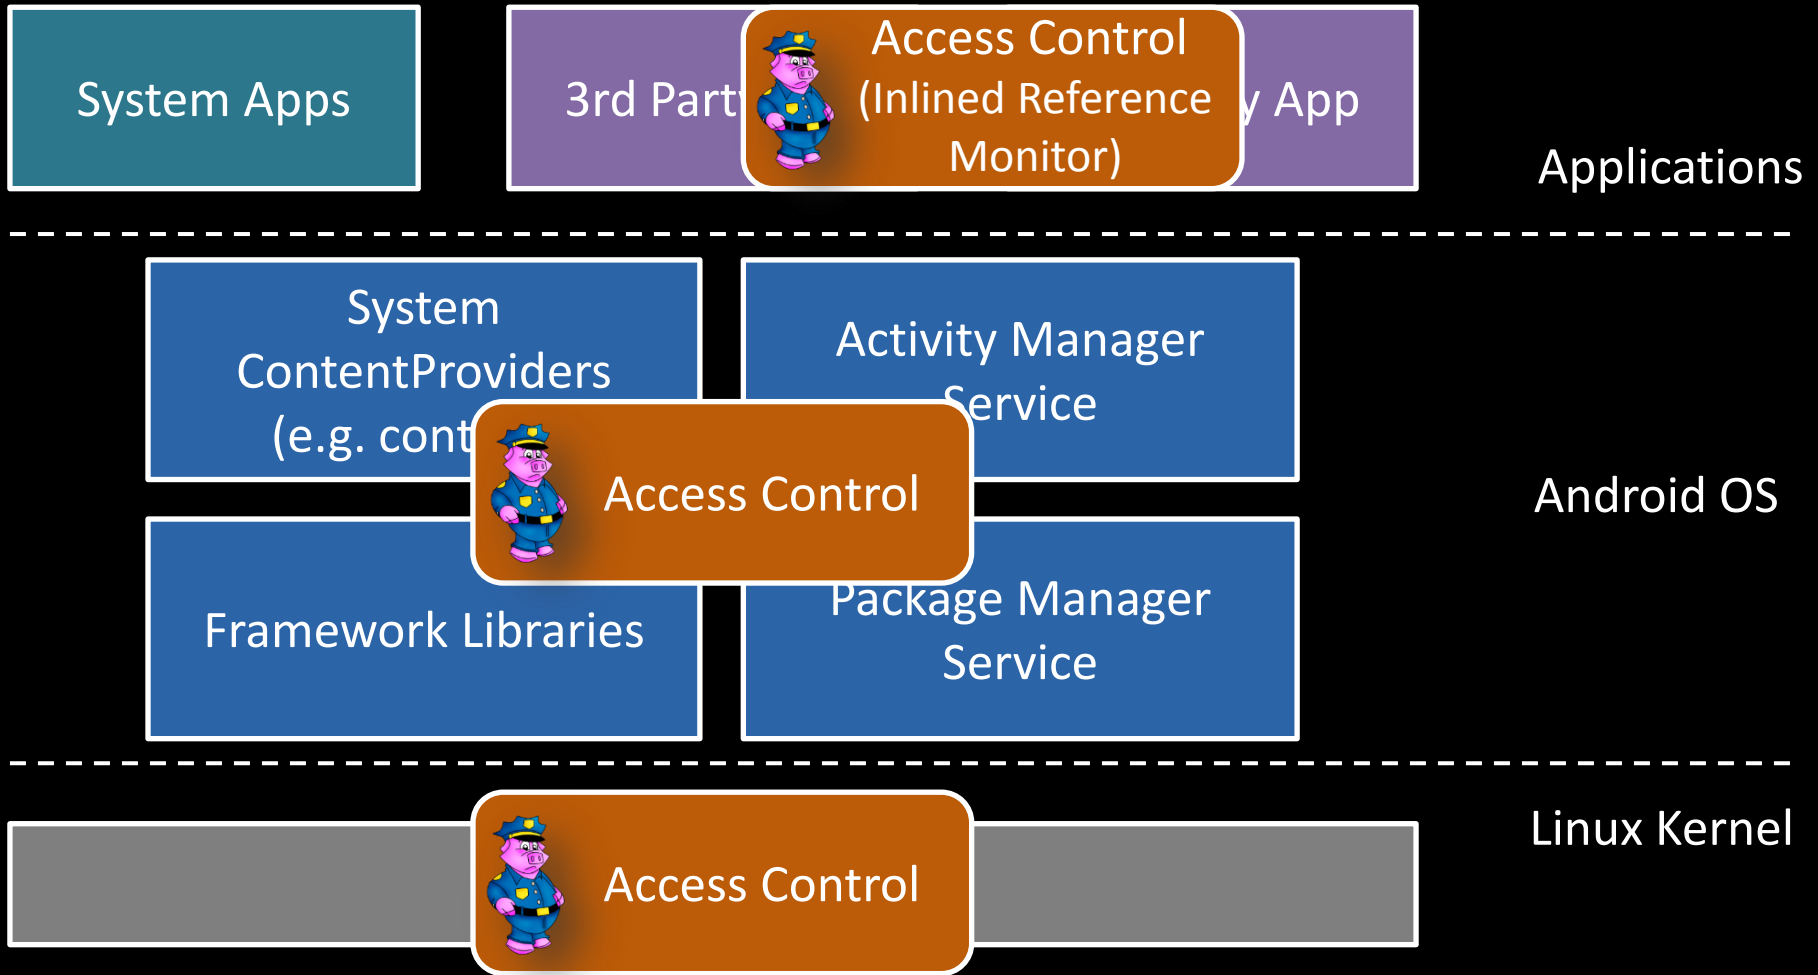 System Apps
3rd Part
Access Control
(Inlined Reference
Monitor)
y App
Applications
System
ContentProviders
(e.g. cont
Activity Manager
Service
Access Control
Android OS
Framework Libraries
Package Manager
Service
Linux Kernel
Access Control